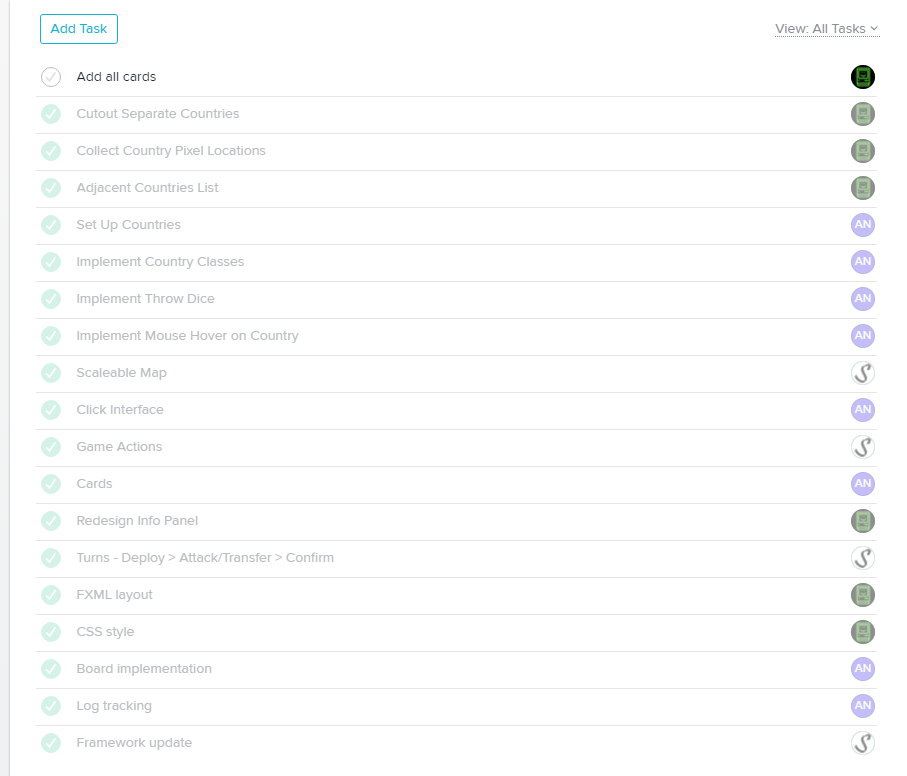 Add Task
View: All Tasks
Add all cards
Cutout Separate Countries
Collect Country Pixel Locations
Adjacent Countries List
Set Up Countries
AN
Implement Country Classes
AN
Implement Throw Dice
AN
Implement Mouse Hover on Country
AN
Scaleable Map
Click Interface
AN
Game Actions
Cards
AN
Redesign Info Panel
Turns - Deploy > Attack/Transfer > Confirm
FXML layout
CSS style
Board implementation
AN
Log tracking
AN
Framework update